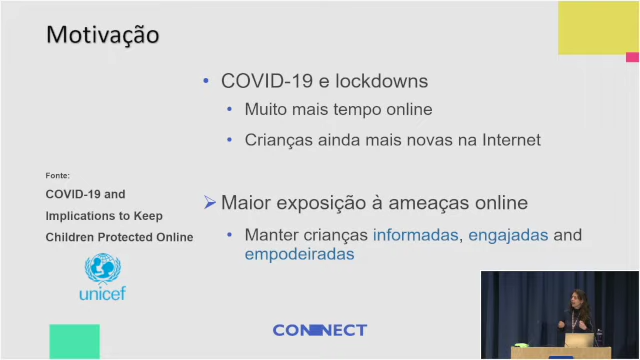 Motivação
COVID-19 e lockdowns
Muito mais tempo online
Crianças ainda mais novas na Internet
Fonte:
COVID-19 and
Implications to Keep
Children Protected Online
unicef
Maior exposição à ameaças online
Manter crianças informadas, engajadas and
empodeiradas
CONNECT